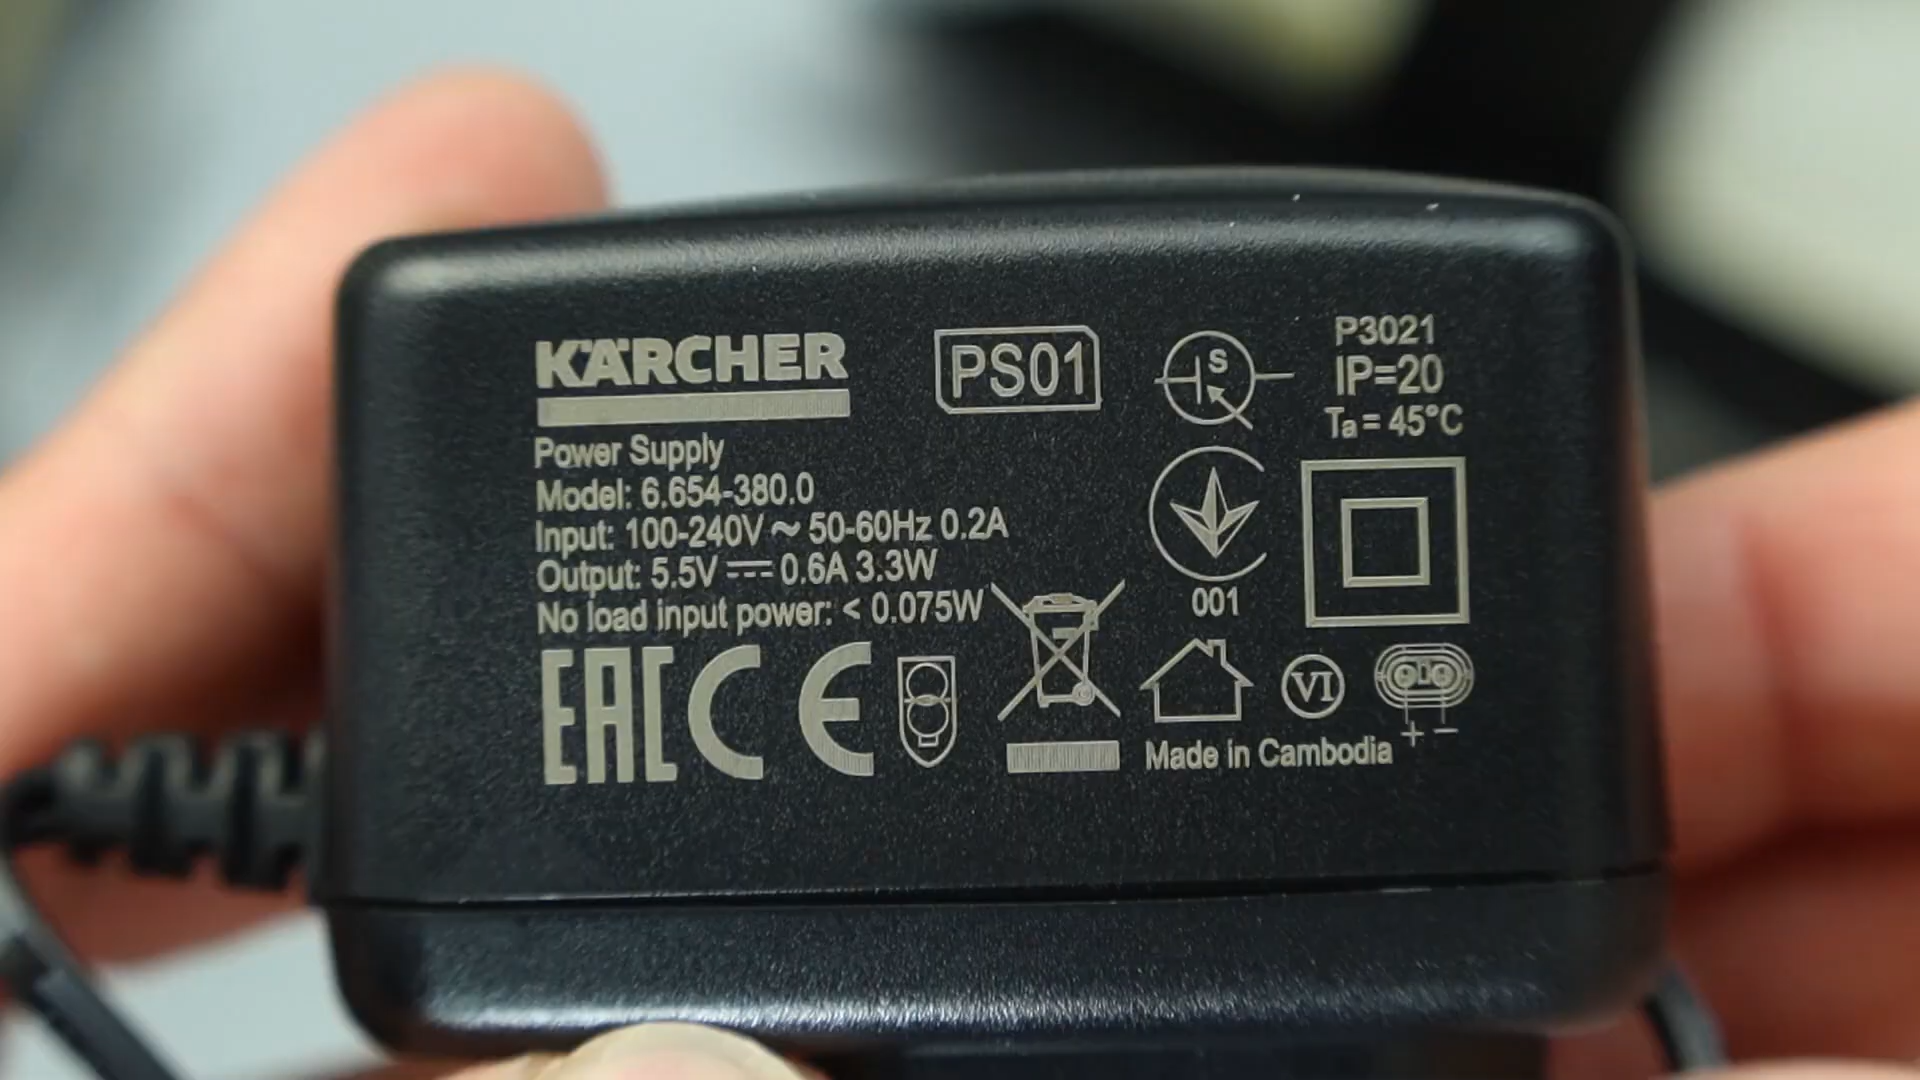 KÄRCHER
PS01
S
P3021
IP=20
Ta = 45°C
Power Supply
Model: 6.654-380.0
Input: 100-240V ~ 50-60Hz 0.2A
Output: 5.5V ⎓ 0.6A 3.3W
No load input power: < 0.075W
001
EAC CE
VI
+ −
Made in Cambodia